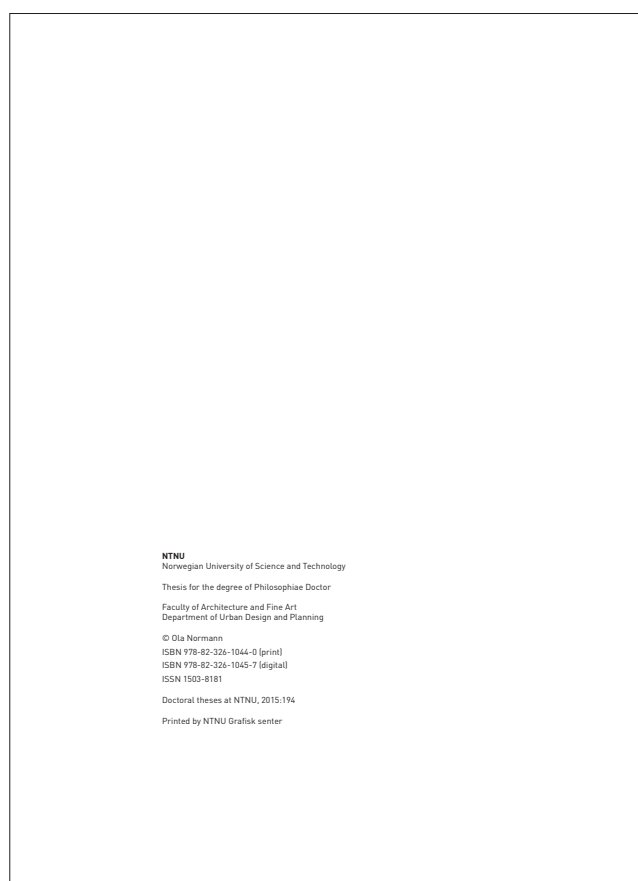 NTNU
Norwegian University of Science and Technology
Thesis for the degree of Philosophiae Doctor
Faculty of Architecture and Fine Art
Department of Urban Design and Planning
© Ola Normann
ISBN 978-82-326-1044-0 (print)
ISBN 978-82-326-1045-7 (digital)
ISSN 1503-8181
Doctoral theses at NTNU, 2015:194
Printed by NTNU Grafisk senter